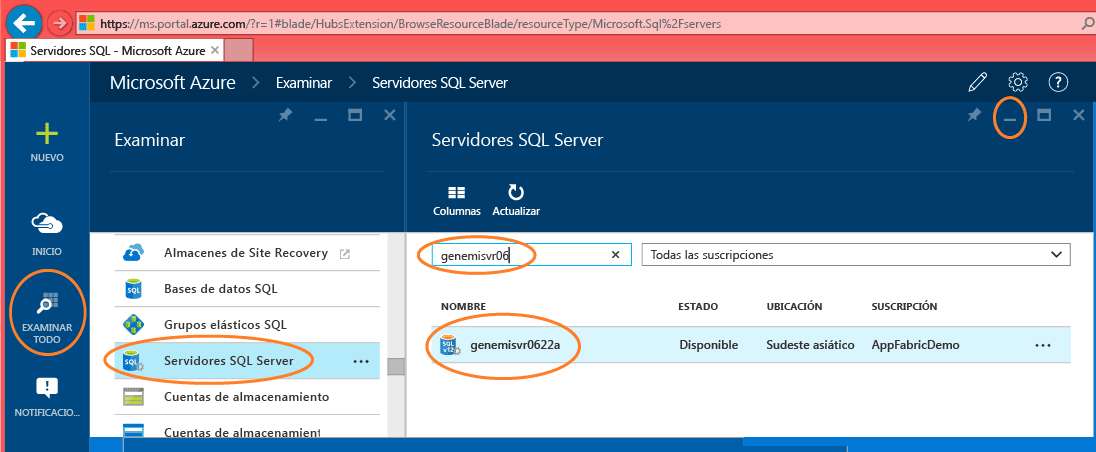 https://ms.portal.azure.com/?r=1#blade/HubsExtension/BrowseResourceBlade/resourceType/Microsoft.Sql%2Fservers
Servidores SQL - Microsoft Azure
Microsoft Azure > Examinar > Servidores SQL Server
NUEVO
INICIO
EXAMINAR
TODO
NOTIFICACIO...
Examinar
Almacenes de Site Recovery
Bases de datos SQL
Grupos elásticos SQL
Servidores SQL Server ...
Cuentas de almacenamiento
Cuentas de almacenamient
Servidores SQL Server
Columnas Actualizar
genemisvr06 Todas las suscripciones
NOMBRE ESTADO UBICACIÓN SUSCRIPCIÓN
genemisvr0622a Disponible Sudeste asiático AppFabricDemo ...